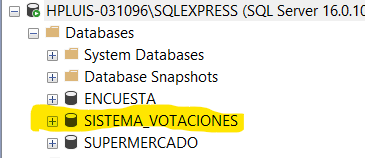 HPLUIS-031096\SQLEXPRESS (SQL Server 16.0.10
Databases
System Databases
Database Snapshots
ENCUESTA
SISTEMA_VOTACIONES
SUPERMERCADO